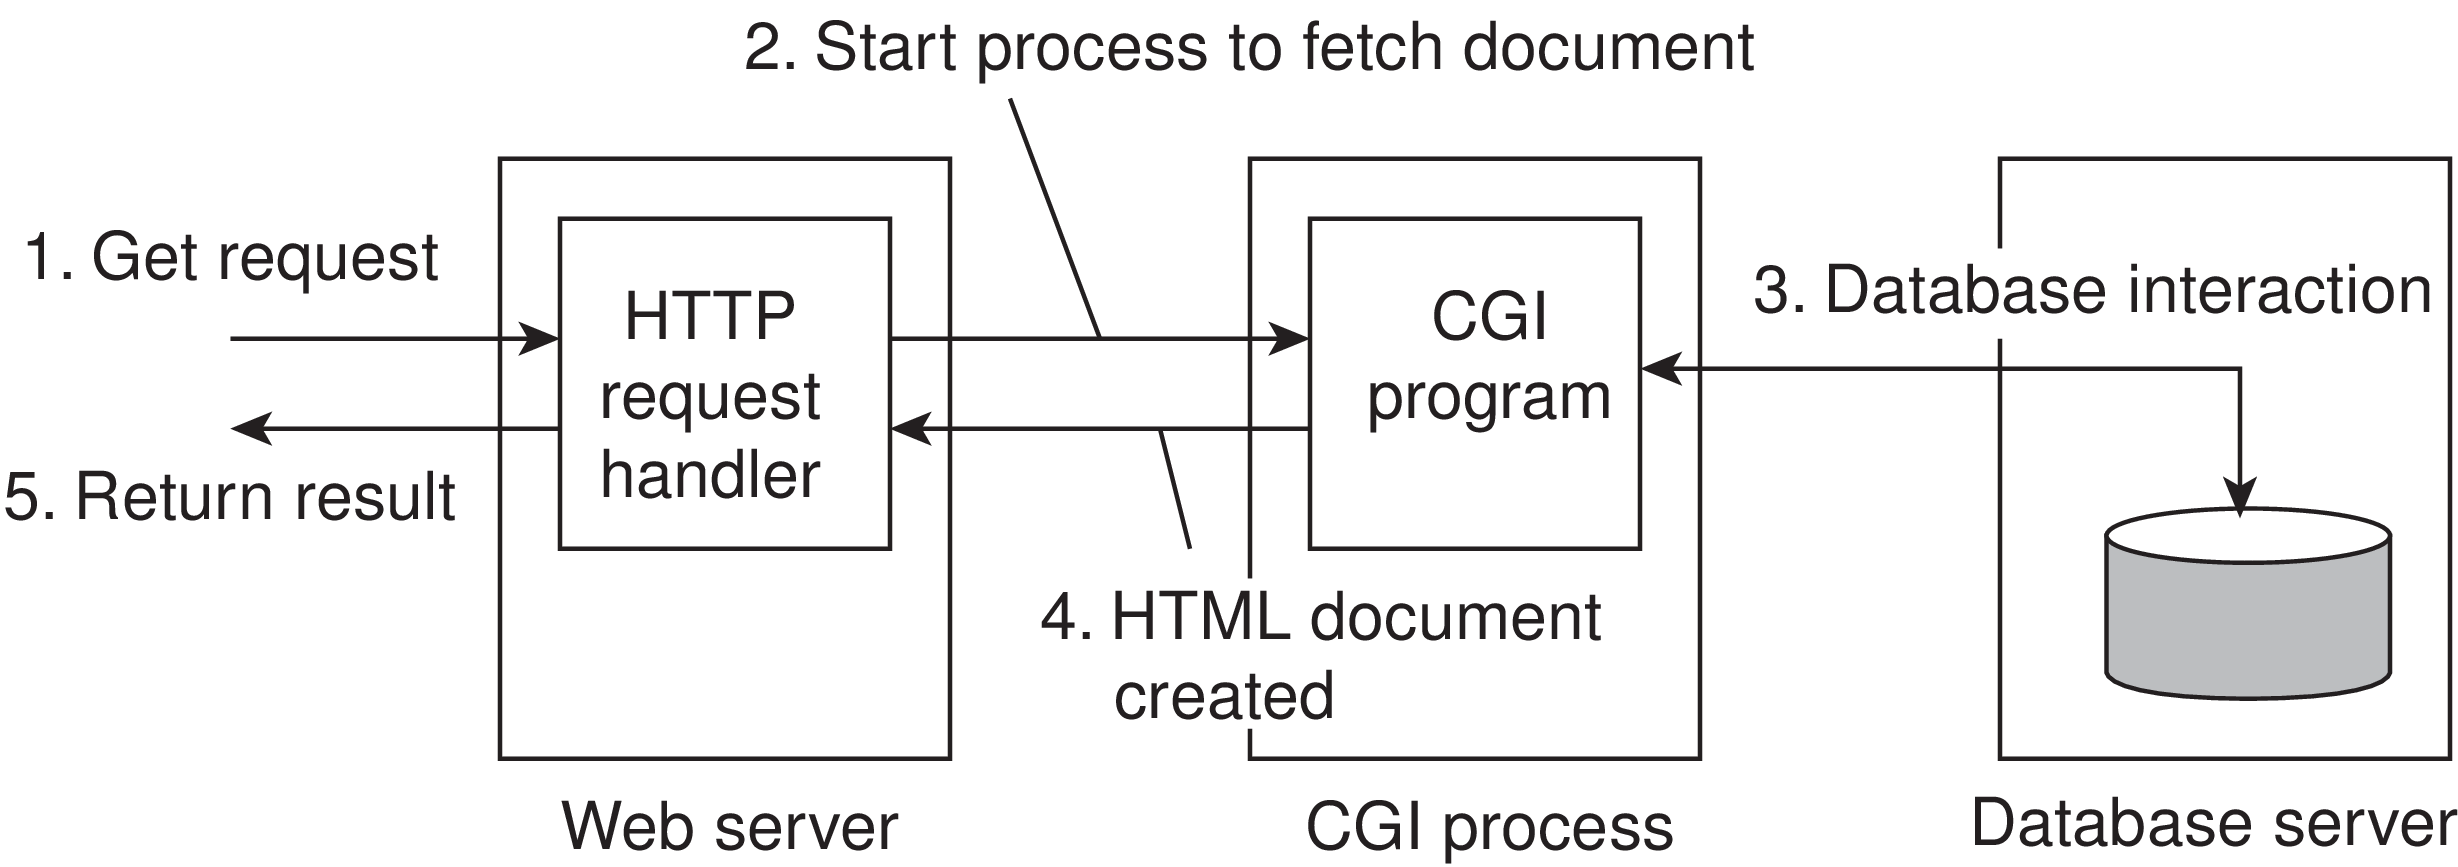 2. Start process to fetch document
1. Get request
HTTP
request
handler
5. Return result
CGI
program
3. Database interaction
4. HTML document
created
Web server
CGI process
Database server